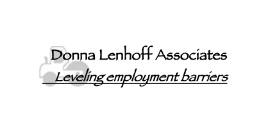 Donna Lenhoff Associates
Leveling employment barriers